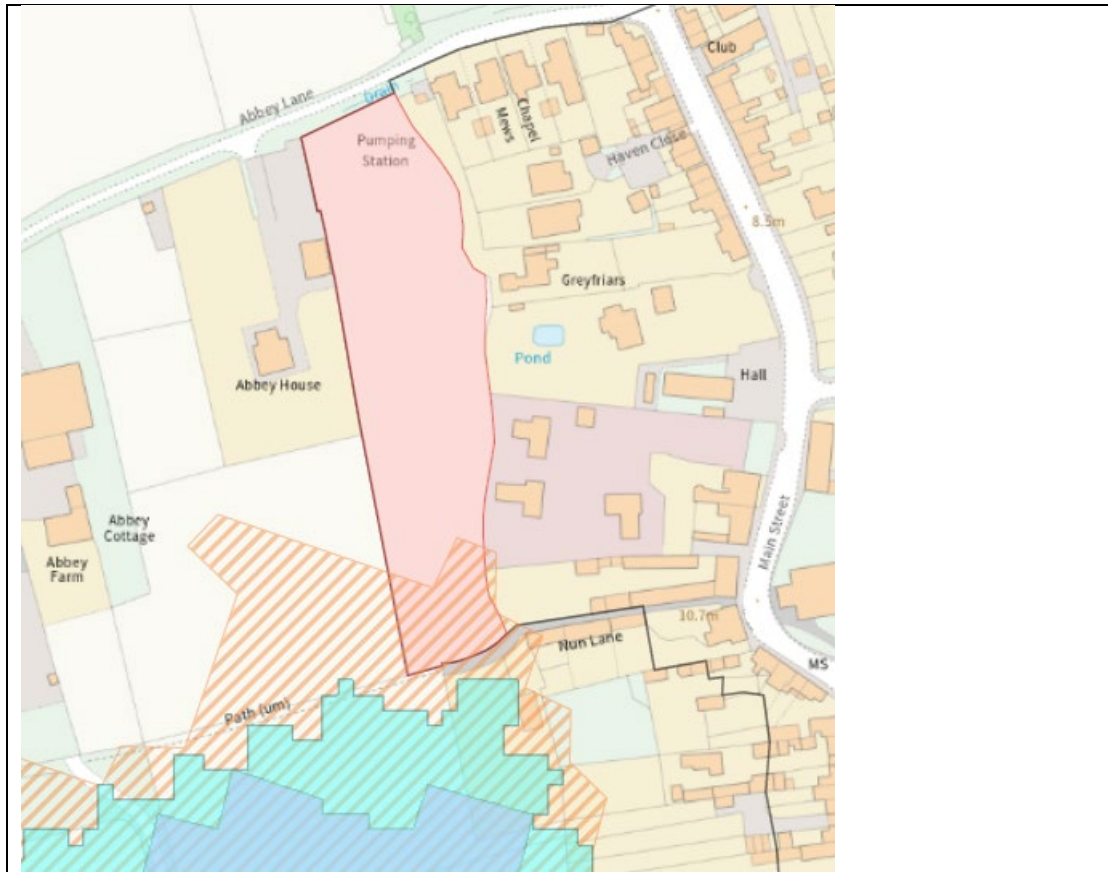 Club
Abbey Lane
Drain
Pumping
Station
Chapel
Mews
Haven Close
8.5m
Greyfriars
Pond
Hall
Abbey House
Abbey
Cottage
Abbey
Farm
Main Street
10.7m
Nun Lane
MS
Path (um)